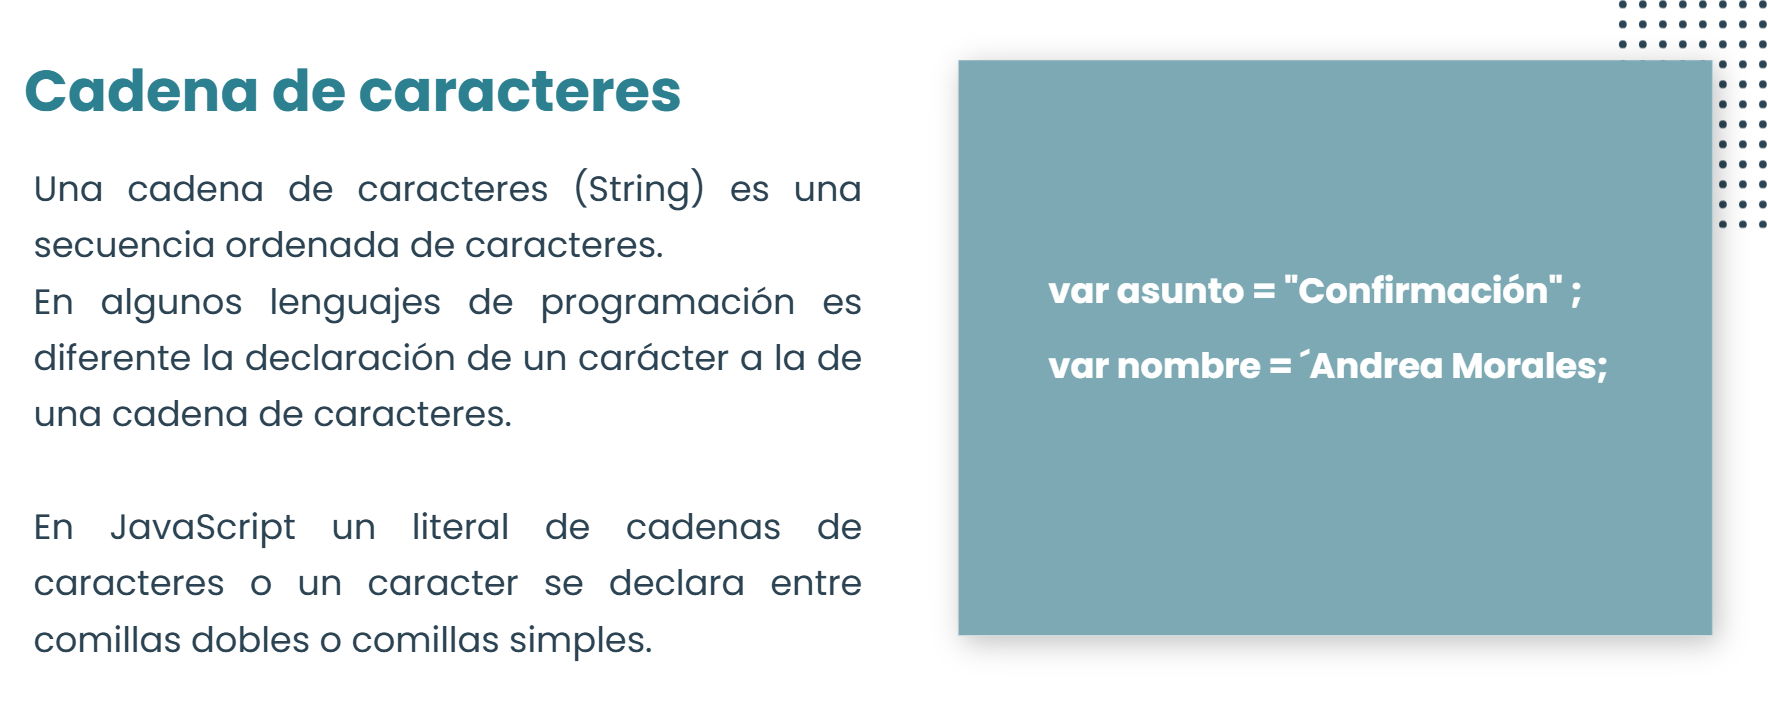 Cadena de caracteres
Una cadena de caracteres (String) es una
secuencia ordenada de caracteres.
En algunos lenguajes de programación es
diferente la declaración de un carácter a la de
una cadena de caracteres.
En JavaScript un literal de cadenas de
caracteres o un caracter se declara entre
comillas dobles o comillas simples.
var asunto = "Confirmación" ;
var nombre = ´Andrea Morales;